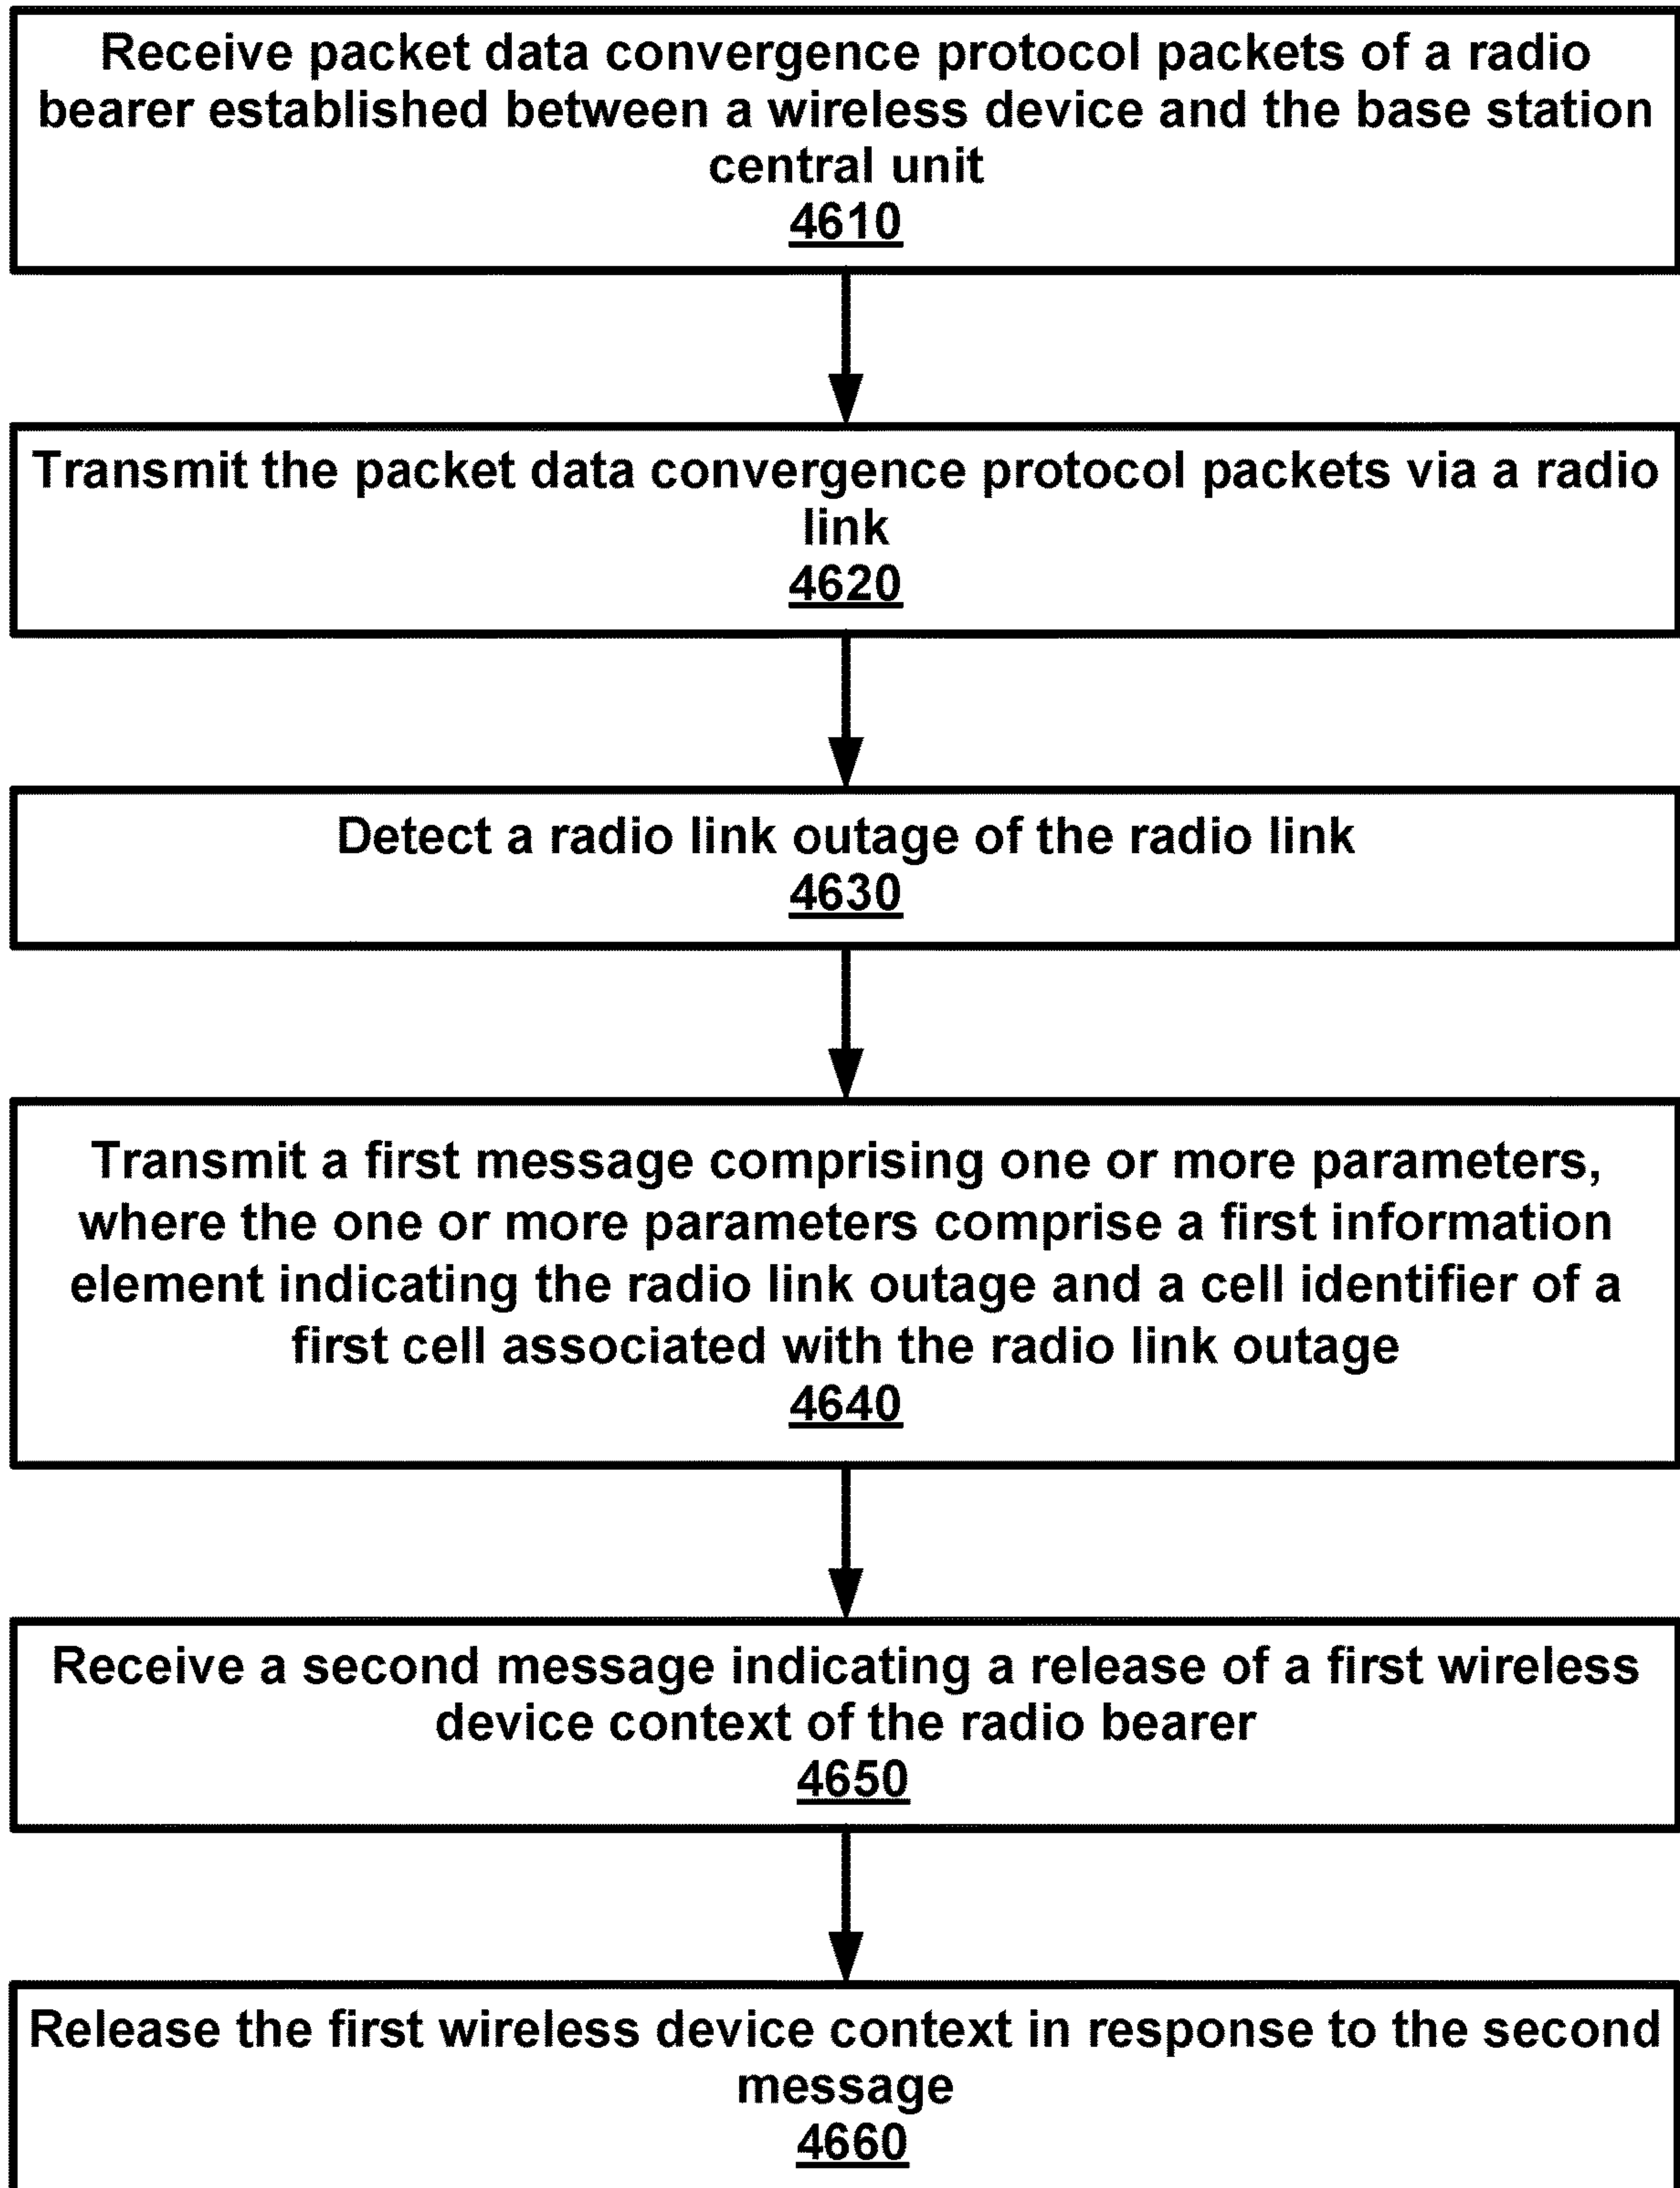 Receive packet data convergence protocol packets of a radio
bearer established between a wireless device and the base station
central unit
4610
Transmit the packet data convergence protocol packets via a radio
link
4620
Detect a radio link outage of the radio link
4630
Transmit a first message comprising one or more parameters,
where the one or more parameters comprise a first information
element indicating the radio link outage and a cell identifier of a
first cell associated with the radio link outage
4640
Receive a second message indicating a release of a first wireless
device context of the radio bearer
4650
Release the first wireless device context in response to the second
message
4660